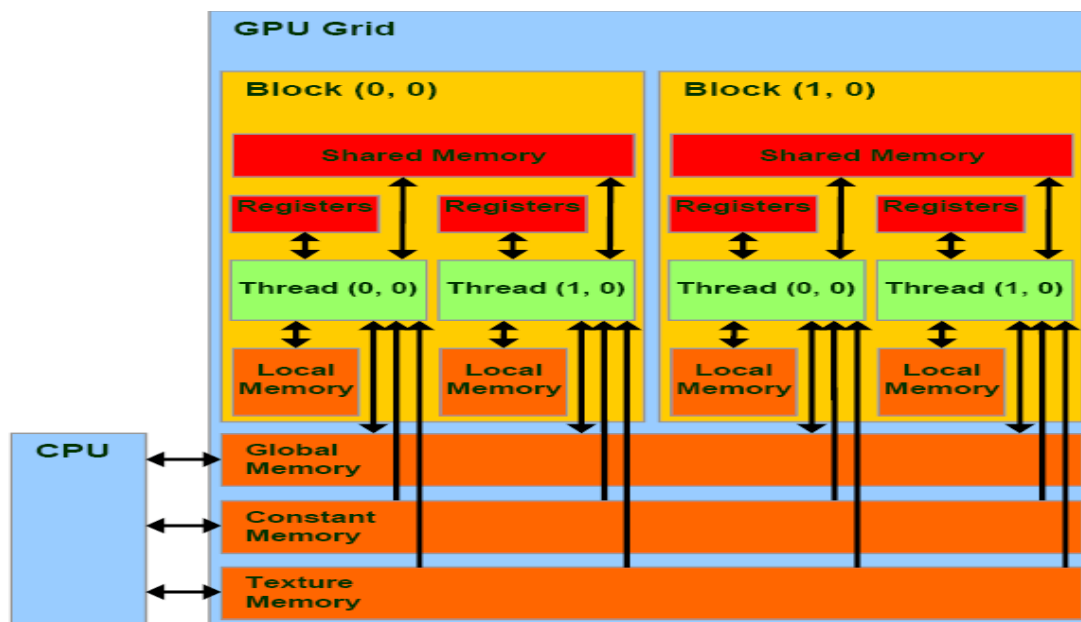 GPU Grid
Block (0, 0)
Shared Memory
Registers
Registers
Thread (0, 0)
Thread (1, 0)
Local
Memory
Local
Memory
Block (1, 0)
Shared Memory
Registers
Registers
Thread (0, 0)
Thread (1, 0)
Local
Memory
Local
Memory
CPU
Global
Memory
Constant
Memory
Texture
Memory